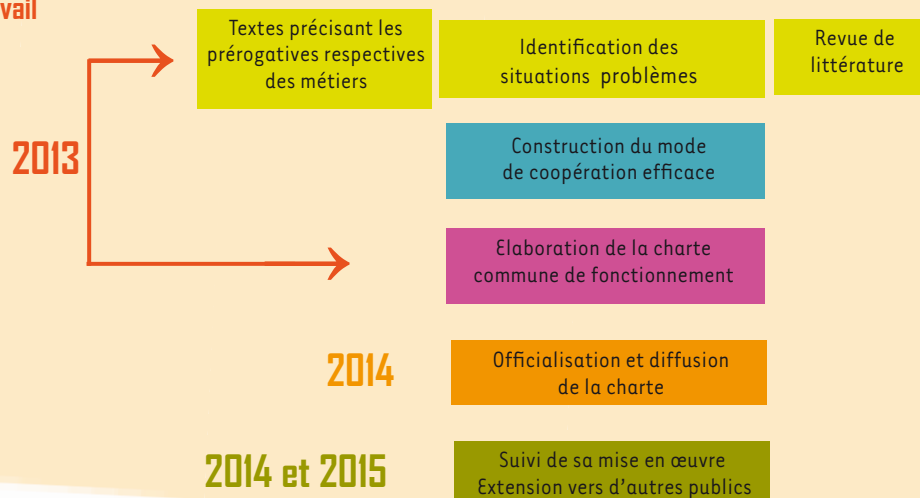 vail
Textes précisant les
prérogatives respectives
des métiers
Identification des
situations problèmes
Revue de
littérature
2013
Construction du mode
de coopération efficace
Elaboration de la charte
commune de fonctionnement
2014
Officialisation et diffusion
de la charte
2014 et 2015
Suivi de sa mise en œuvre
Extension vers d'autres publics